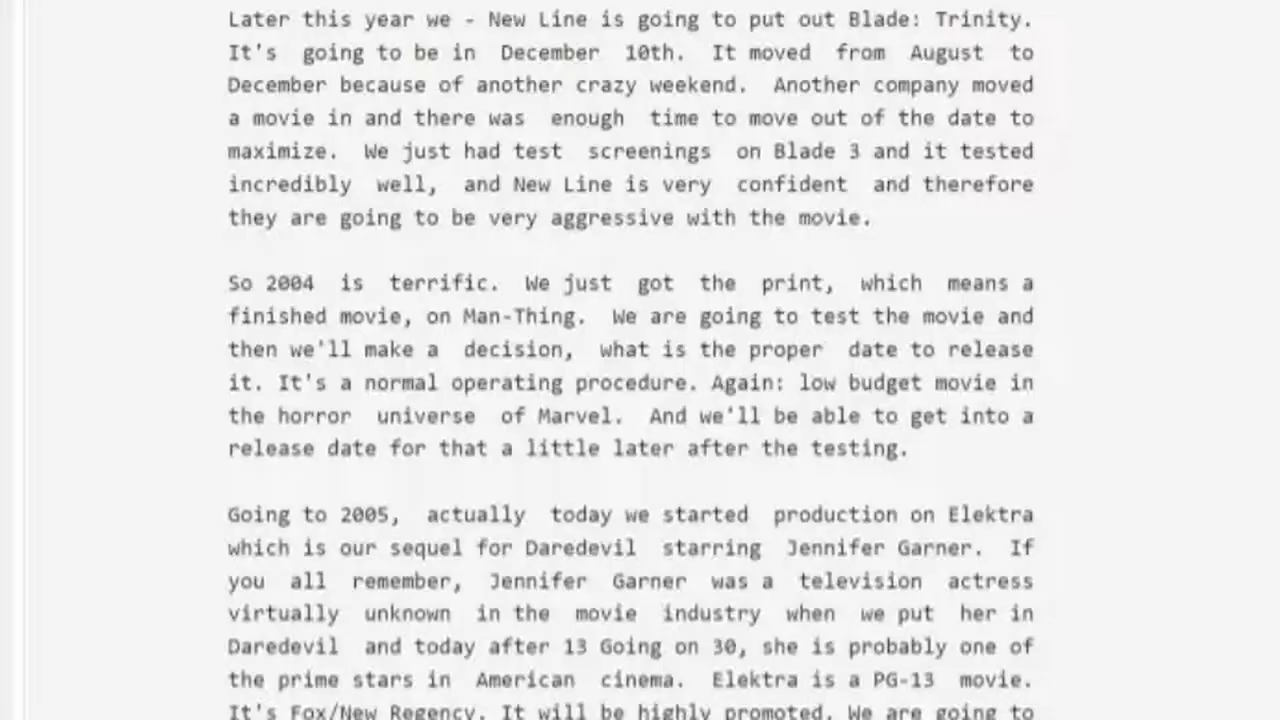 Later this year we - New Line is going to put out Blade: Trinity.
It's going to be in December 10th. It moved from August to
December because of another crazy weekend. Another company moved
a movie in and there was enough time to move out of the date to
maximize. We just had test screenings on Blade 3 and it tested
incredibly well, and New Line is very confident and therefore
they are going to be very aggressive with the movie.
So 2004 is terrific. We just got the print, which means a
finished movie, on Man-Thing. We are going to test the movie and
then we'll make a decision, what is the proper date to release
it. It's a normal operating procedure. Again: low budget movie in
the horror universe of Marvel. And we'll be able to get into a
release date for that a little later after the testing.
Going to 2005, actually today we started production on Elektra
which is our sequel for Daredevil starring Jennifer Garner. If
you all remember, Jennifer Garner was a television actress
virtually unknown in the movie industry when we put her in
Daredevil and today after 13 Going on 30, she is probably one of
the prime stars in American cinema. Elektra is a PG-13 movie.
It's Fox/New Regency. It will be highly promoted. We are going to